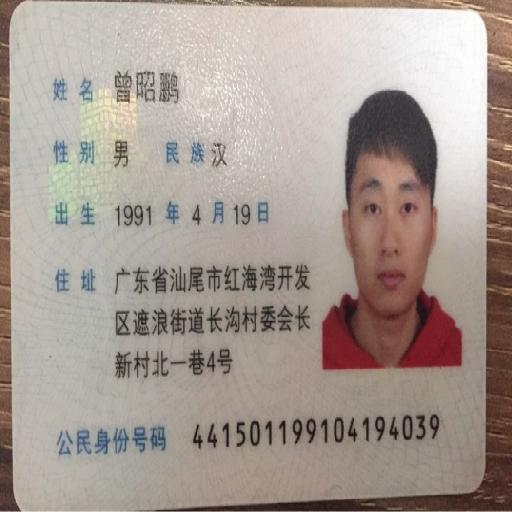 姓名 曾昭鹏
性别 男 民族 汉
出生 1991 年 4 月 19 日
住址 广东省汕尾市红海湾开发
区遮浪街道长沟村委会长
新村北一巷4号
公民身份号码 441501199104194039